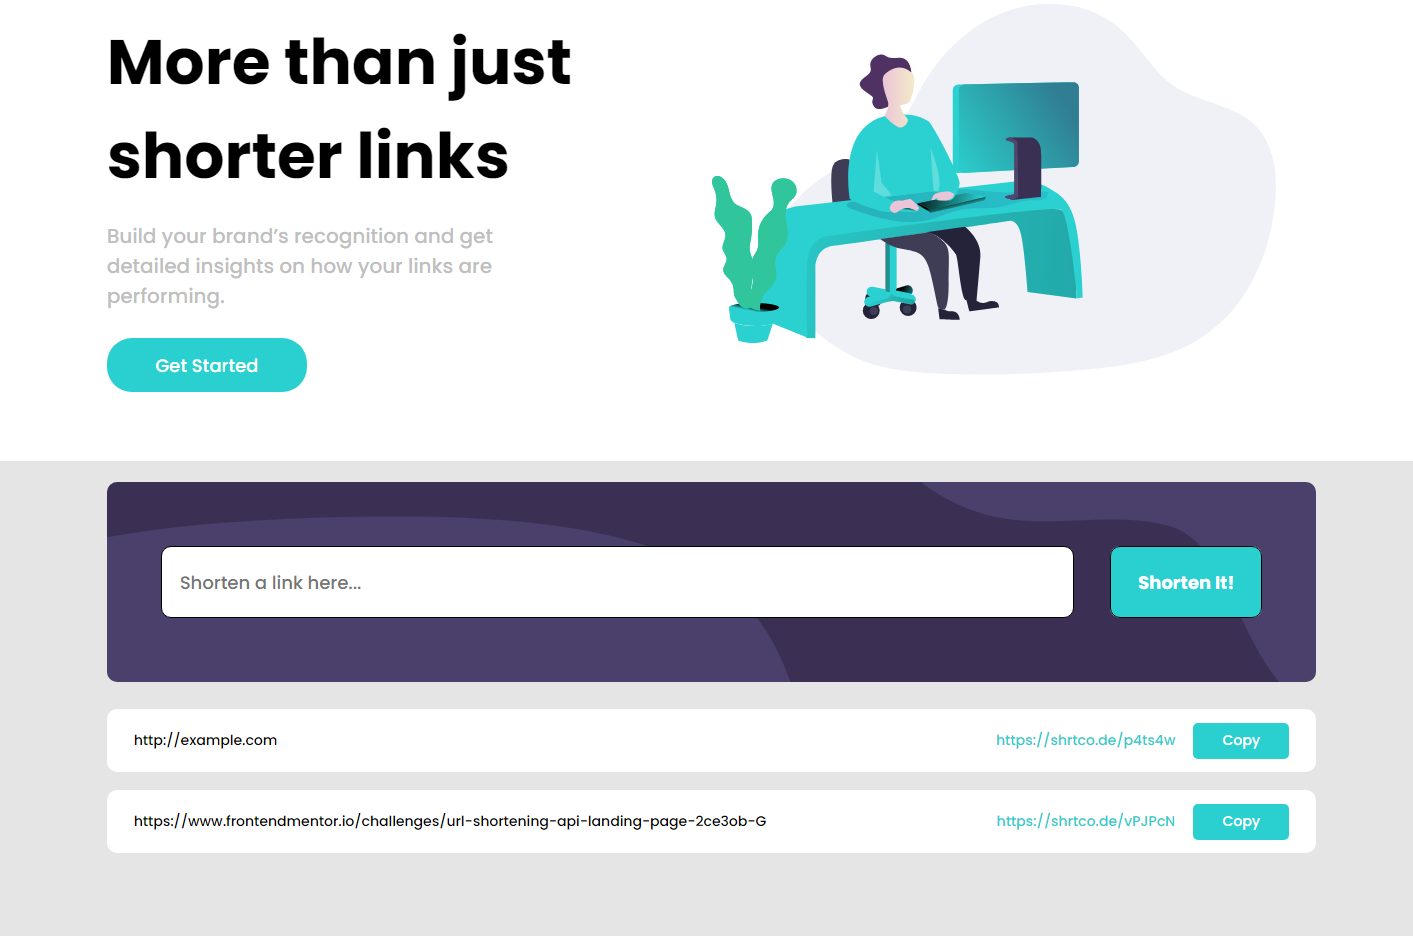 More than just
shorter links
Build your brand’s recognition and get
detailed insights on how your links are
performing.
Get Started
Shorten a link here...
Shorten It!
http://example.com
https://shrtco.de/p4ts4w
Copy
https://www.frontendmentor.io/challenges/url-shortening-api-landing-page-2ce3ob-G
https://shrtco.de/vPJPcN
Copy